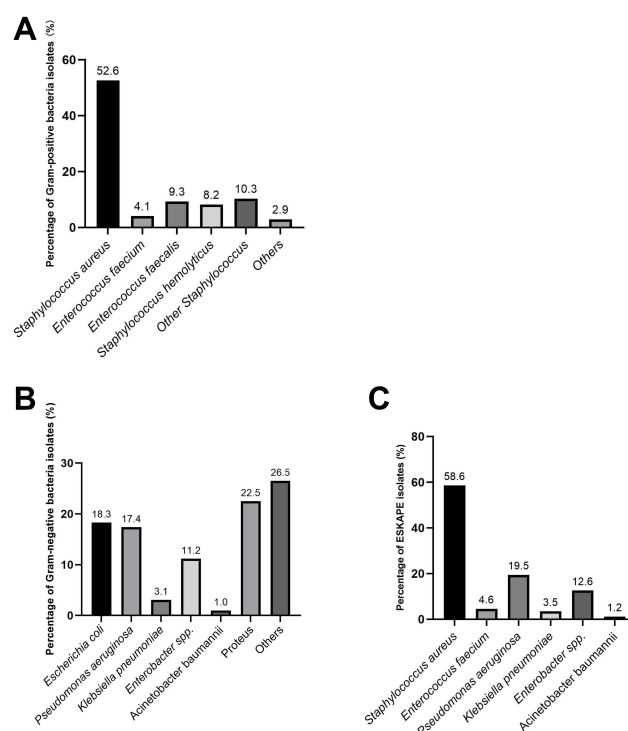 A
Percentage of Gram-positive bacteria isolates (%)
60
40
20
0
52.6
4.1
9.3
8.2
10.3
2.9
Staphylococcus aureus
Enterococcus faecium
Enterococcus faecalis
Staphylococcus hemolyticus
Other Staphylococcus
Others
B
Percentage of Gram-negative bacteria isolates (%)
30
20
10
0
18.3
17.4
3.1
11.2
1.0
22.5
26.5
Escherichia coli
Pseudomonas aeruginosa
Klebsiella pneumoniae
Enterobacter spp.
Acinetobacter baumannii
Proteus
Others
C
Percentage of ESKAPE isolates (%)
80
60
40
20
0
58.6
4.6
19.5
3.5
12.6
1.2
Staphylococcus aureus
Enterococcus faecium
Pseudomonas aeruginosa
Klebsiella pneumoniae
Enterobacter spp.
Acinetobacter baumannii